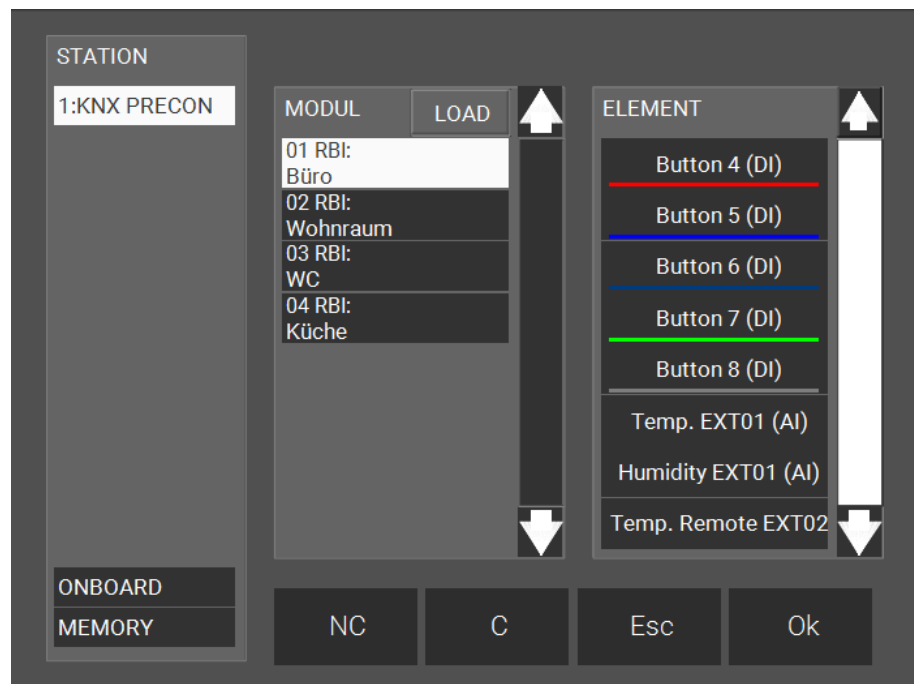 STATION
1:KNX PRECON
ONBOARD
MEMORY
MODUL
LOAD
01 RBI:
Büro
02 RBI:
Wohnraum
03 RBI:
WC
04 RBI:
Küche
ELEMENT
Button 4 (DI)
Button 5 (DI)
Button 6 (DI)
Button 7 (DI)
Button 8 (DI)
Temp. EXT01 (AI)
Humidity EXT01 (AI)
Temp. Remote EXT02
NC
C
Esc
Ok